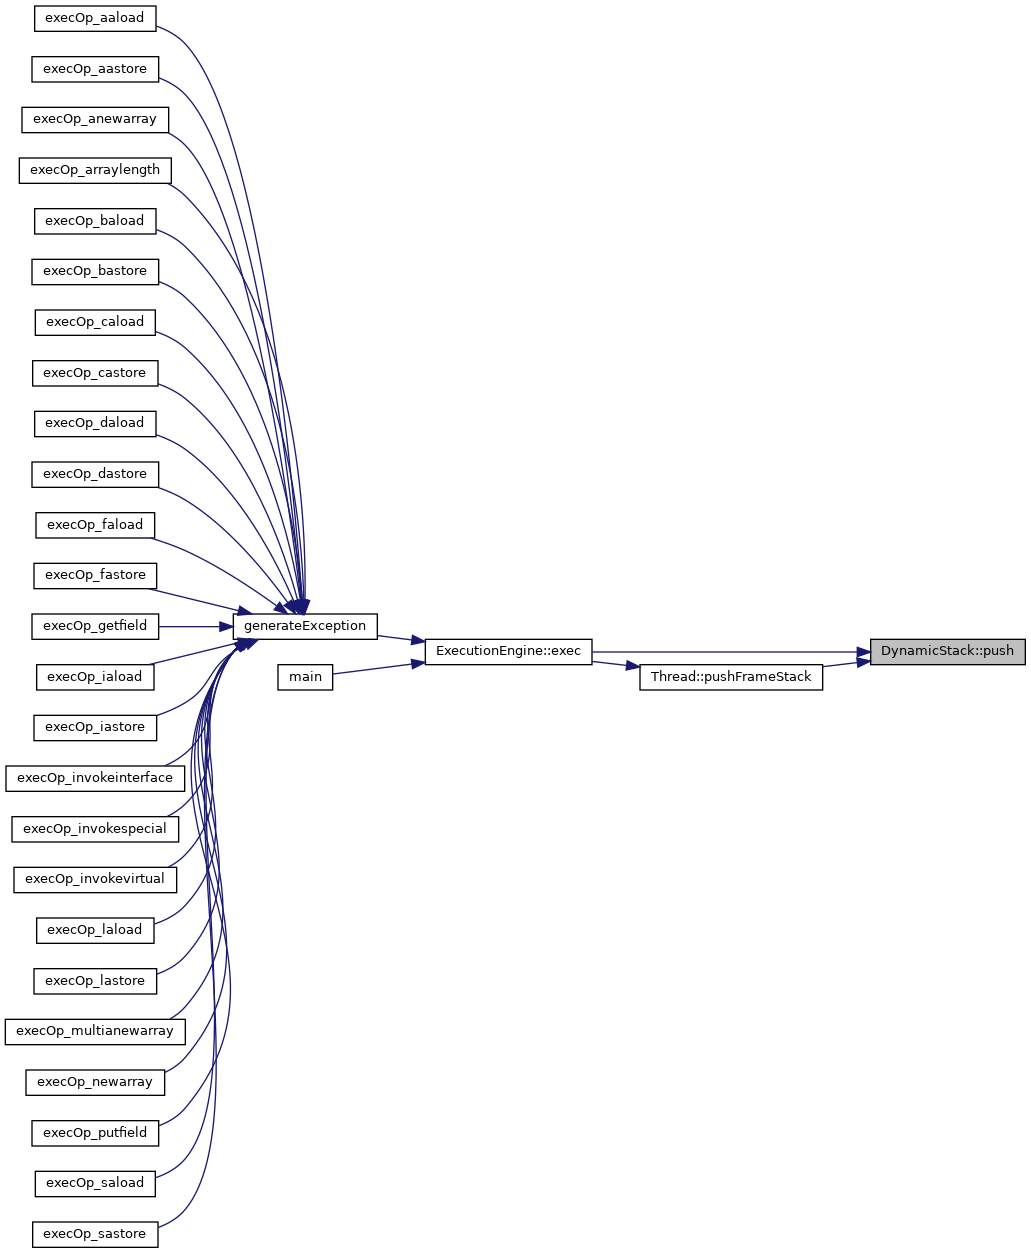 execOp_aaload
execOp_aastore
execOp_anewarray
execOp_arraylength
execOp_baload
execOp_bastore
execOp_caload
execOp_castore
execOp_daload
execOp_dastore
execOp_faload
execOp_fastore
execOp_getfield
execOp_iaload
execOp_iastore
execOp_invokeinterface
execOp_invokespecial
execOp_invokevirtual
execOp_laload
execOp_lastore
execOp_multianewarray
execOp_newarray
execOp_putfield
execOp_saload
execOp_sastore
generateException
main
ExecutionEngine::exec
Thread::pushFrameStack
DynamicStack::push